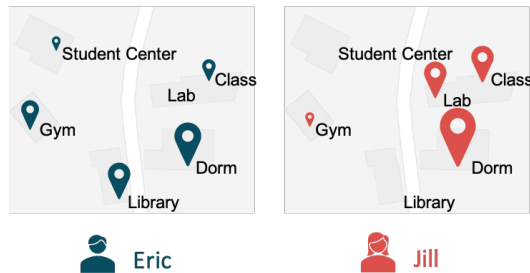 Student Center
Class
Lab
Gym
Dorm
Library
Eric
Student Center
Class
Lab
Gym
Dorm
Library
Jill